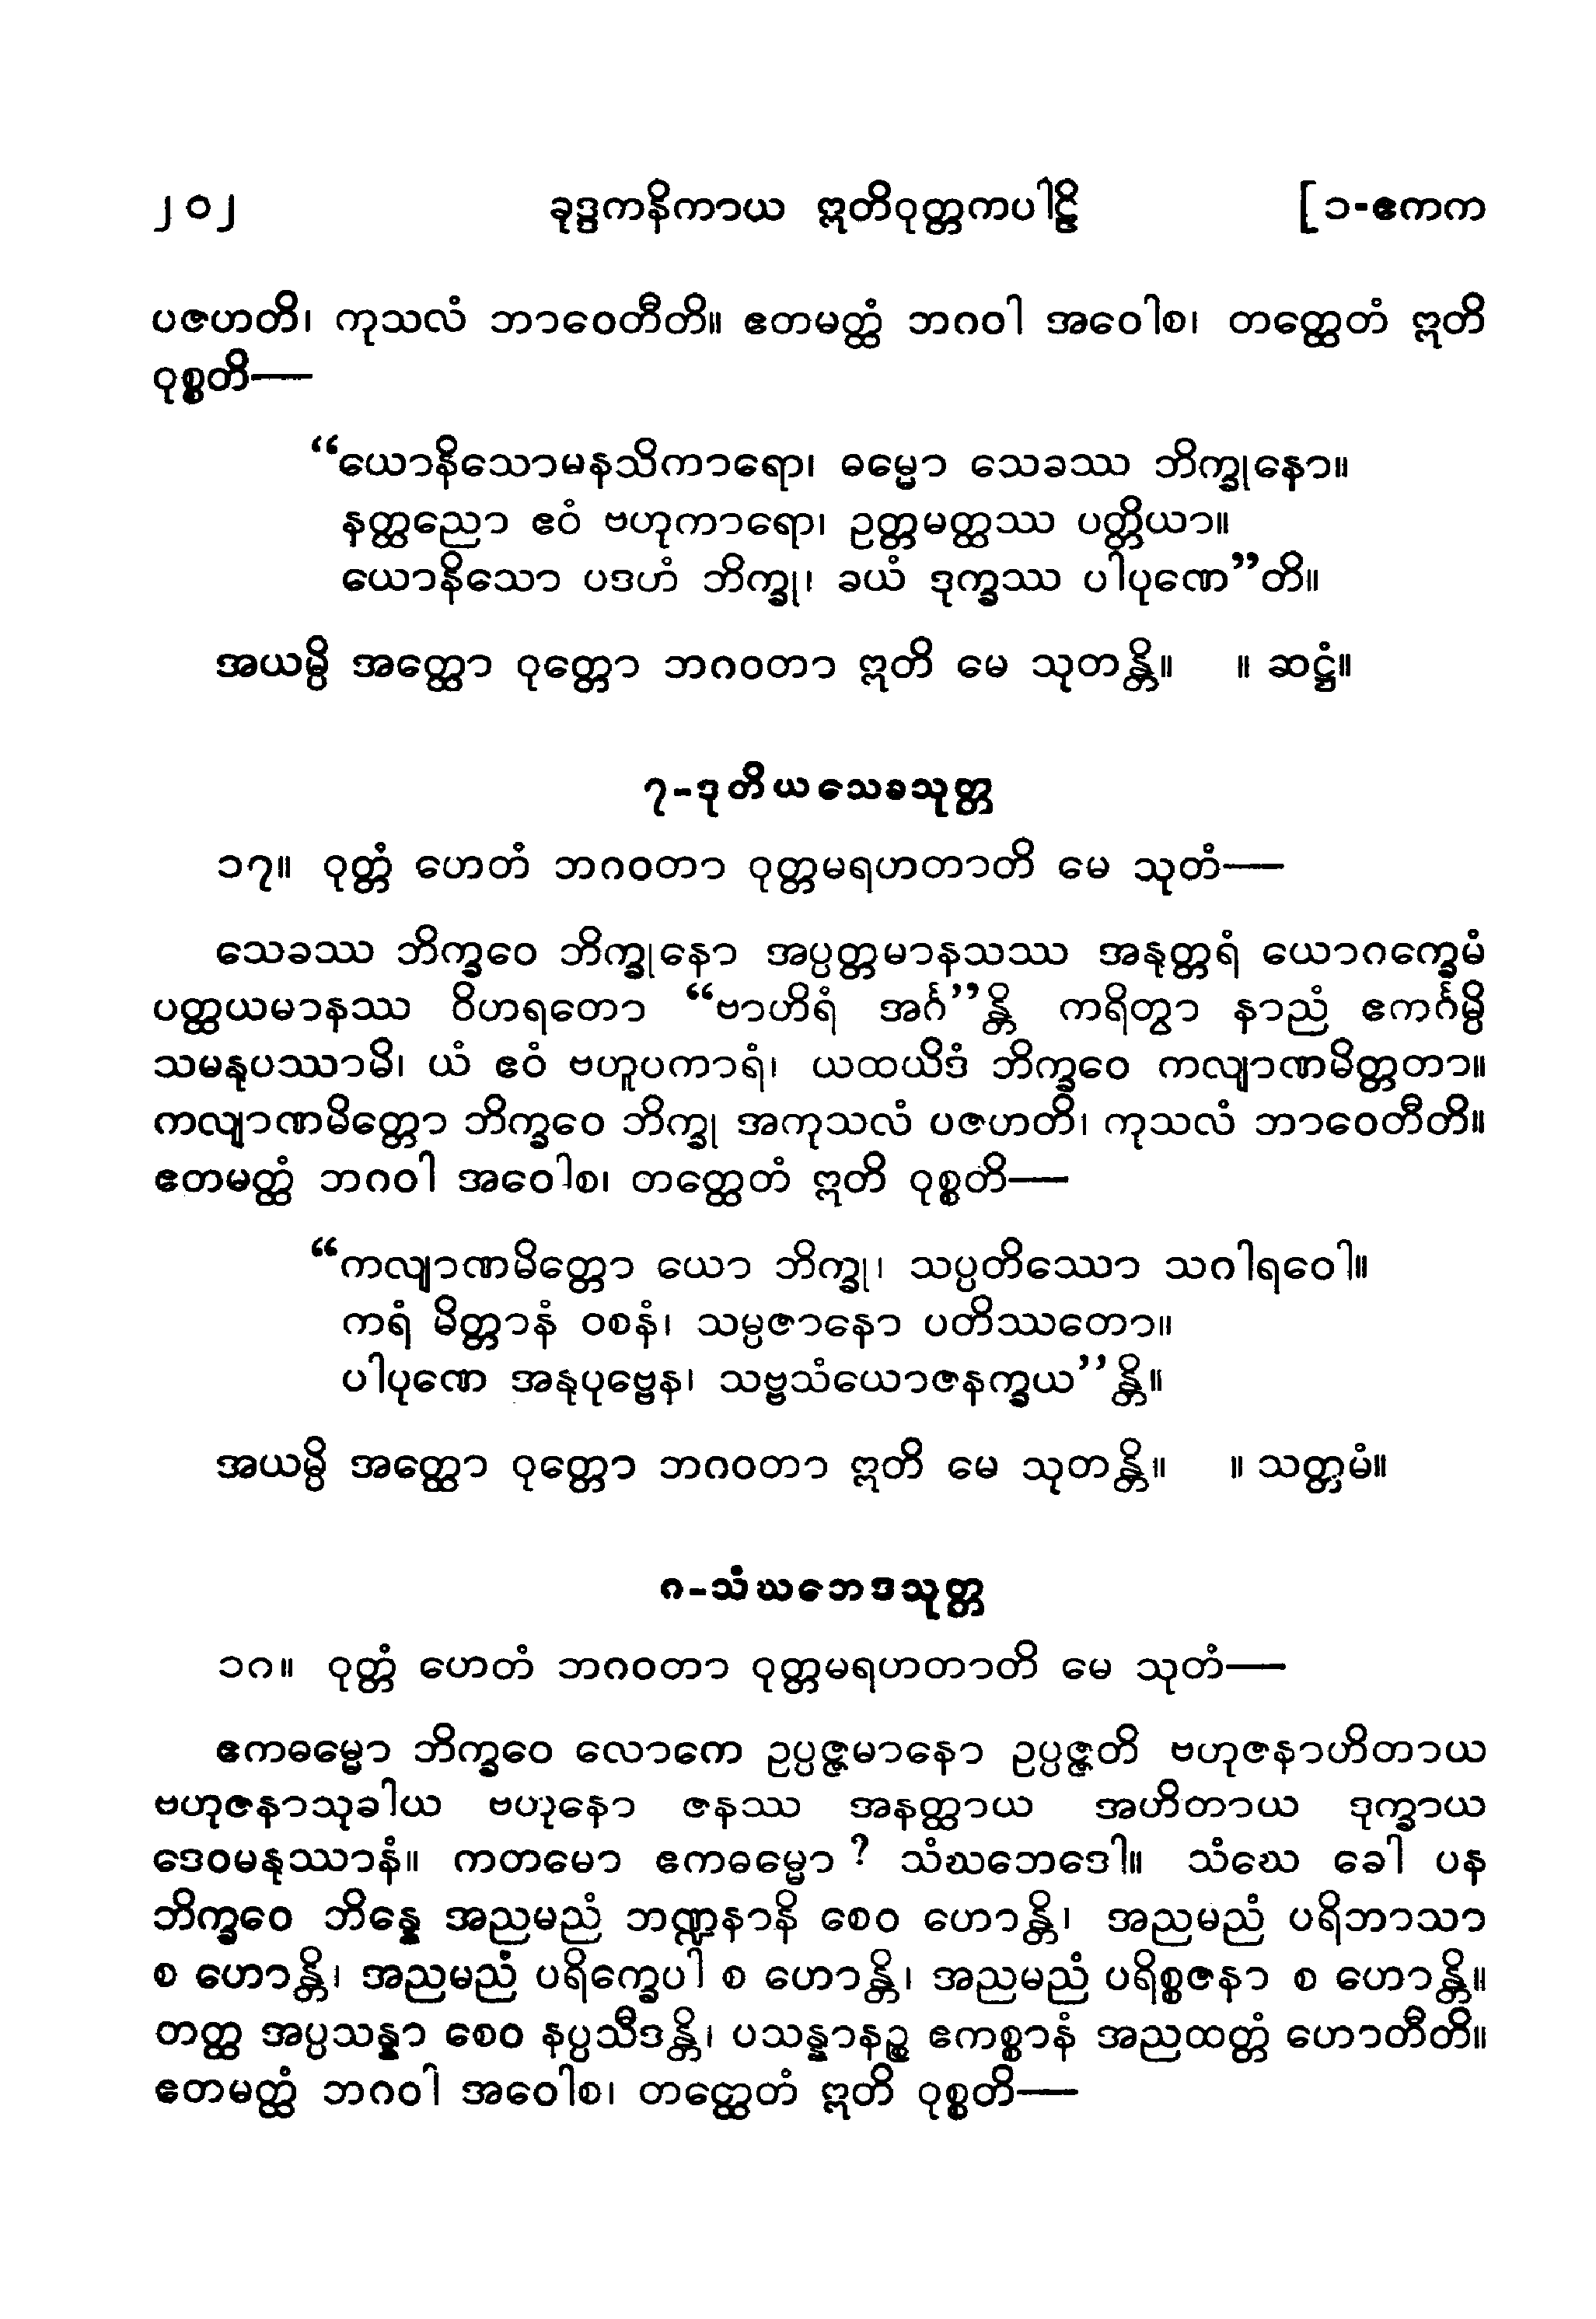 ၂၀၂ ခုဒ္ဒကနိကာယ ဣတိဝုတ္တကပါဠိ [ ၁-ဧကက
ပဇဟတိ၊ ကုသလံ ဘာဝေတီတိ။ ဧတမတ္ထံ ဘဂဝါ အဝေါစ၊ တတ္ထေတံ ဣတိ
ဝုစ္စတိ—
“ယောနိသောမနသိကာရော၊ ဓမ္မော သေခဿ ဘိက္ခုနော။
နတ္ထညော ဧဝံ ဗဟုကာရော၊ ဥတ္တမတ္ထဿ ပတ္တိယာ။
ယောနိသော ပဒဟံ ဘိက္ခု၊ ခယံ ဒုက္ခဿ ပါပုဏေ”တိ။
အယမ္ပိ အတ္ထော ဝုတ္တော ဘဂဝတာ ဣတိ မေ သုတန္တိ။ ။ ဆဋ္ဌံ။
၇-ဒုတိယသေခသုတ္တ
၁၇။ ဝုတ္တံ ဟေတံ ဘဂဝတာ ဝုတ္တမရဟတာတိ မေ သုတံ—
သေခဿ ဘိက္ခဝေ ဘိက္ခုနော အပ္ပတ္တမာနသဿ အနုတ္တရံ ယောဂက္ခေမံ
ပတ္ထယမာနဿ ဝိဟရတော “ဗာဟိရံ အင်္ဂ”န္တိ ကရိတွာ နာညံ ဧကင်္ဂမ္ပိ
သမနုပဿာမိ၊ ယံ ဧဝံ ဗဟူပကာရံ၊ ယထယိဒံ ဘိက္ခဝေ ကလျာဏမိတ္တတာ။
ကလျာဏမိတ္တော ဘိက္ခဝေ ဘိက္ခု အကုသလံ ပဇဟတိ၊ ကုသလံ ဘာဝေတီတိ။
ဧတမတ္ထံ ဘဂဝါ အဝေါစ၊ တတ္ထေတံ ဣတိ ဝုစ္စတိ—
“ကလျာဏမိတ္တော ယော ဘိက္ခု၊ သပ္ပတိဿော သဂါရဝေါ။
ကရံ မိတ္တာနံ ဝစနံ၊ သမ္ပဇာနော ပတိဿတော။
ပါပုဏေ အနုပုဗ္ဗေန၊ သဗ္ဗသံယောဇနက္ခယ”န္တိ။
အယမ္ပိ အတ္ထော ဝုတ္တော ဘဂဝတာ ဣတိ မေ သုတန္တိ။ ။ သတ္တမံ။
၈-သံဃဘေဒသုတ္တ
၁၈။ ဝုတ္တံ ဟေတံ ဘဂဝတာ ဝုတ္တမရဟတာတိ မေ သုတံ—
ဧကဓမ္မော ဘိက္ခဝေ လောကေ ဥပ္ပဇ္ဇမာနော ဥပ္ပဇ္ဇတိ ဗဟုဇနာဟိတာယ
ဗဟုဇနာသုခါယ ဗဟုနော ဇနဿ အနတ္ထာယ အဟိတာယ ဒုက္ခာယ
ဒေဝမနုဿာနံ။ ကတမော ဧကဓမ္မော ? သံဃဘေဒေါ။ သံဃေ ခေါ ပန
ဘိက္ခဝေ ဘိန္နေ အညမညံ ဘဏ္ဍနာနိ စေဝ ဟောန္တိ၊ အညမညံ ပရိဘာသာ
စ ဟောန္တိ၊ အညမညံ ပရိက္ခေပါ စ ဟောန္တိ၊ အညမညံ ပရိစ္စဇနာ စ ဟောန္တိ။
တတ္ထ အပ္ပသန္နာ စေဝ နပ္ပသီဒန္တိ၊ ပသန္နာနဉ္စ ဧကစ္စာနံ အညထတ္တံ ဟောတီတိ။
ဧတမတ္ထံ ဘဂဝါ အဝေါစ၊ တတ္ထေတံ ဣတိ ဝုစ္စတိ—